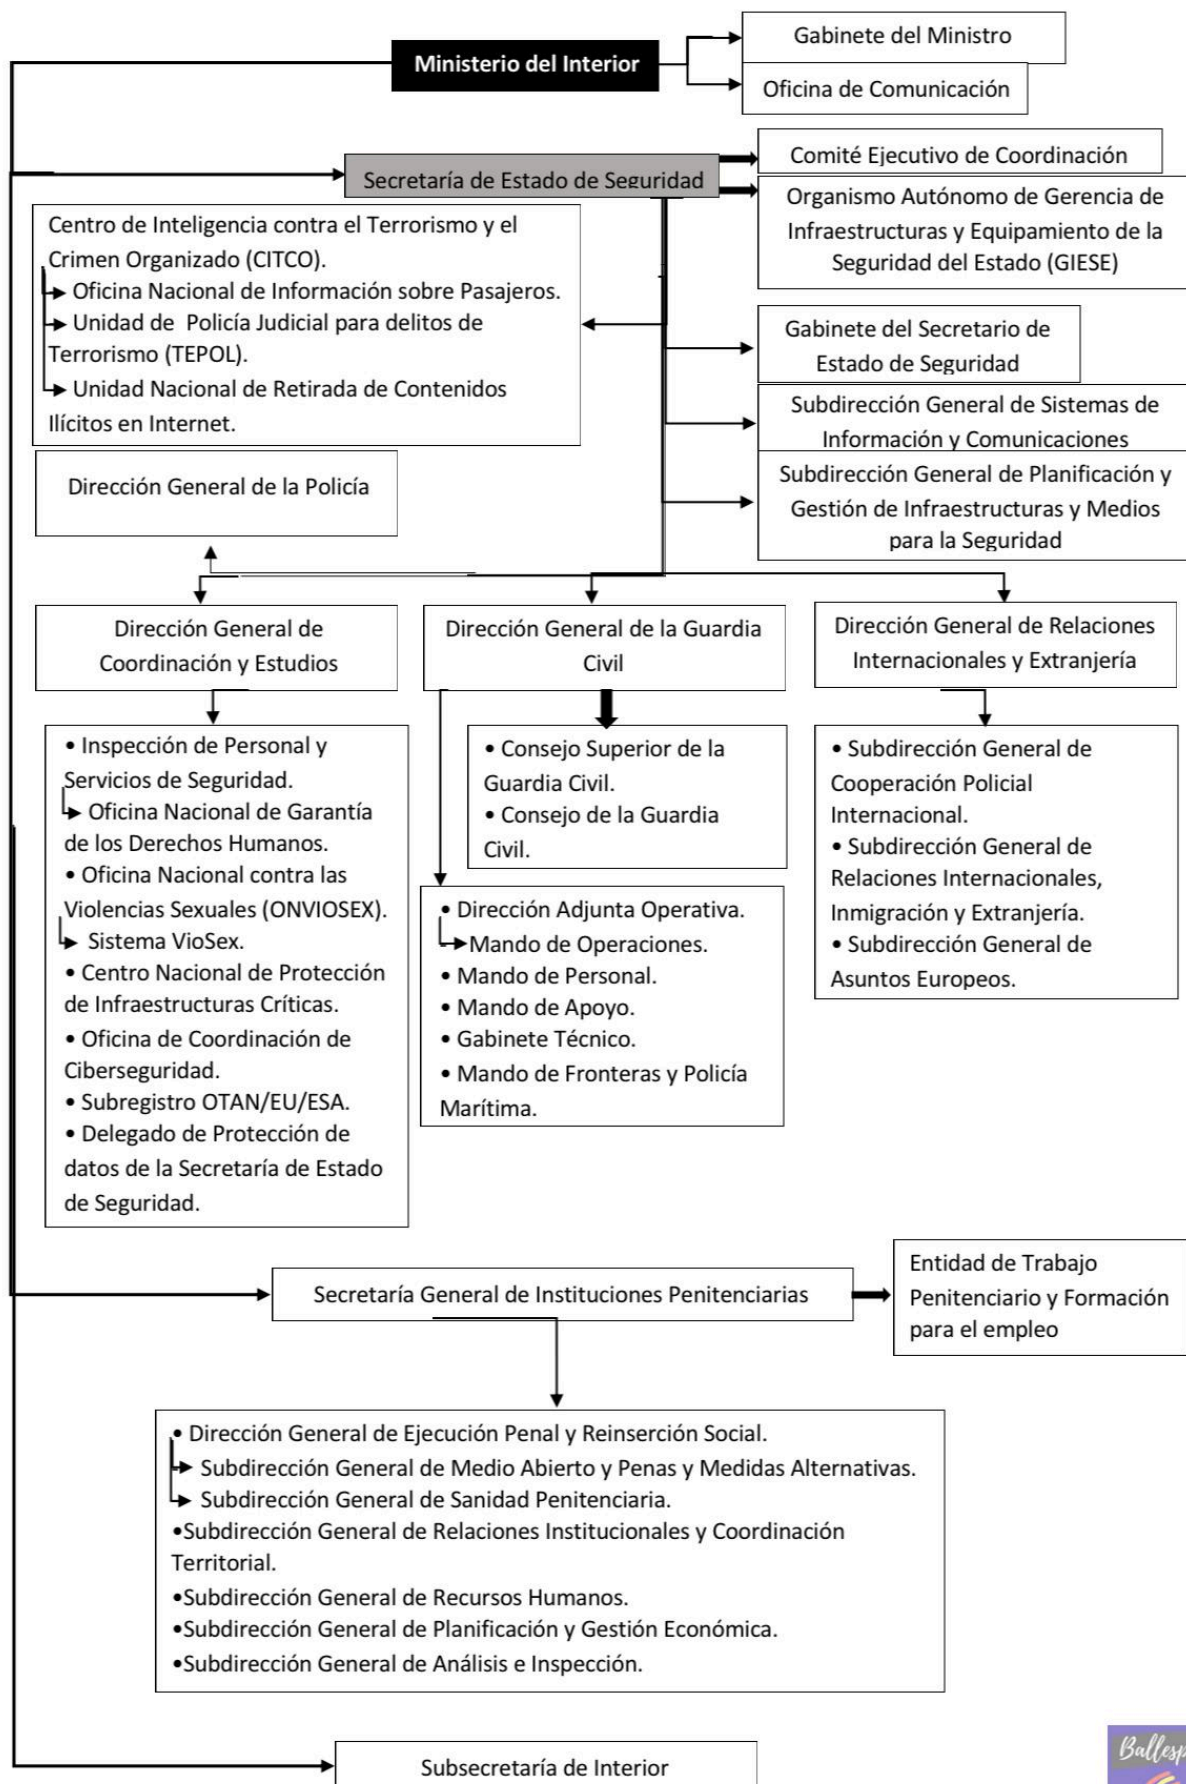 Ministerio del Interior
Gabinete del Ministro
Oficina de Comunicación
Secretaría de Estado de Seguridad
Comité Ejecutivo de Coordinación
Organismo Autónomo de Gerencia de
Infraestructuras y Equipamiento de la
Seguridad del Estado (GIESE)
Centro de Inteligencia contra el Terrorismo y el
Crimen Organizado (CITCO).
Oficina Nacional de Información sobre Pasajeros.
Unidad de Policía Judicial para delitos de
Terrorismo (TEPOL).
Unidad Nacional de Retirada de Contenidos
Ilícitos en Internet.
Gabinete del Secretario de
Estado de Seguridad
Subdirección General de Sistemas de
Información y Comunicaciones
Subdirección General de Planificación y
Gestión de Infraestructuras y Medios
para la Seguridad
Dirección General de la Policía
Dirección General de
Coordinación y Estudios
Dirección General de la Guardia
Civil
Dirección General de Relaciones
Internacionales y Extranjería
• Inspección de Personal y
Servicios de Seguridad.
Oficina Nacional de Garantía
de los Derechos Humanos.
• Oficina Nacional contra las
Violencias Sexuales (ONVIOSEX).
Sistema VioSex.
• Centro Nacional de Protección
de Infraestructuras Críticas.
• Oficina de Coordinación de
Ciberseguridad.
• Subregistro OTAN/EU/ESA.
• Delegado de Protección de
datos de la Secretaría de Estado
de Seguridad.
• Consejo Superior de la
Guardia Civil.
• Consejo de la Guardia
Civil.
• Dirección Adjunta Operativa.
Mando de Operaciones.
• Mando de Personal.
• Mando de Apoyo.
• Gabinete Técnico.
• Mando de Fronteras y Policía
Marítima.
• Subdirección General de
Cooperación Policial
Internacional.
• Subdirección General de
Relaciones Internacionales,
Inmigración y Extranjería.
• Subdirección General de
Asuntos Europeos.
Secretaría General de Instituciones Penitenciarias
Entidad de Trabajo
Penitenciario y Formación
para el empleo
• Dirección General de Ejecución Penal y Reinserción Social.
Subdirección General de Medio Abierto y Penas y Medidas Alternativas.
Subdirección General de Sanidad Penitenciaria.
•Subdirección General de Relaciones Institucionales y Coordinación
Territorial.
•Subdirección General de Recursos Humanos.
•Subdirección General de Planificación y Gestión Económica.
•Subdirección General de Análisis e Inspección.
Subsecretaría de Interior